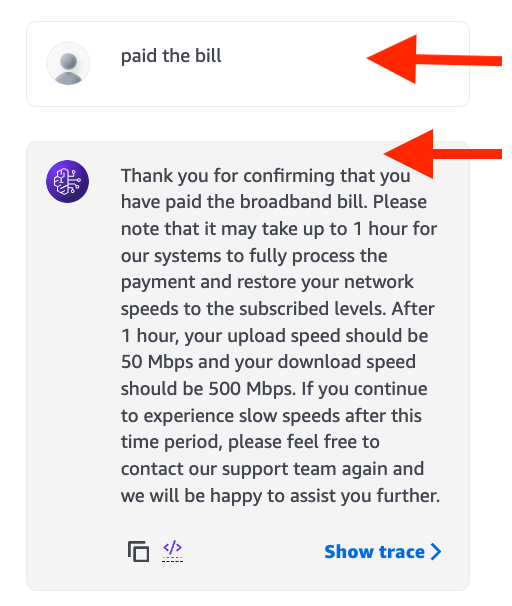 paid the bill
Thank you for confirming that you
have paid the broadband bill. Please
note that it may take up to 1 hour for
our systems to fully process the
payment and restore your network
speeds to the subscribed levels. After
1 hour, your upload speed should be
50 Mbps and your download speed
should be 500 Mbps. If you continue
to experience slow speeds after this
time period, please feel free to
contact our support team again and
we will be happy to assist you further.
</>
Show trace